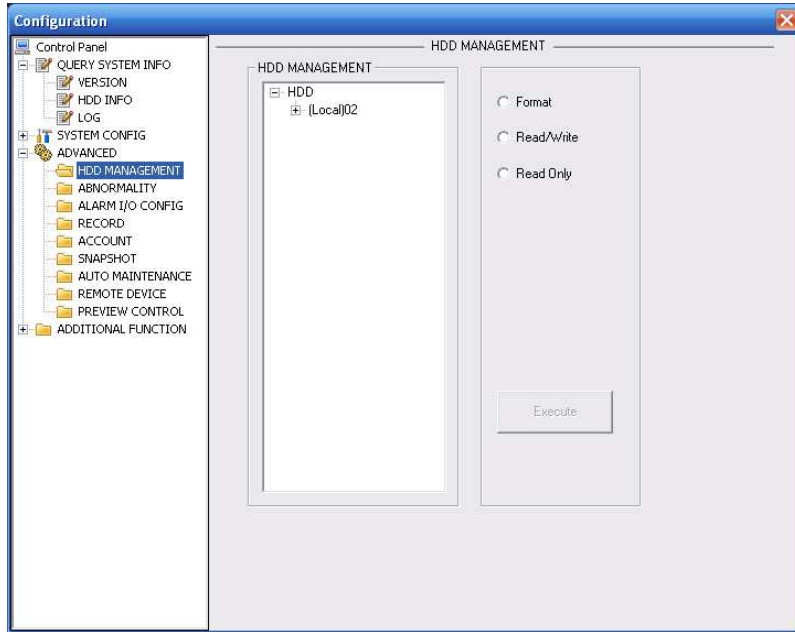 Configuration
Control Panel
QUERY SYSTEM INFO
VERSION
HDD INFO
LOG
SYSTEM CONFIG
ADVANCED
HDD MANAGEMENT
ABNORMALITY
ALARM I/O CONFIG
RECORD
ACCOUNT
SNAPSHOT
AUTO MAINTENANCE
REMOTE DEVICE
PREVIEW CONTROL
ADDITIONAL FUNCTION
HDD MANAGEMENT
HDD MANAGEMENT
HDD
(Local)02
Format
Read/Write
Read Only
Execute